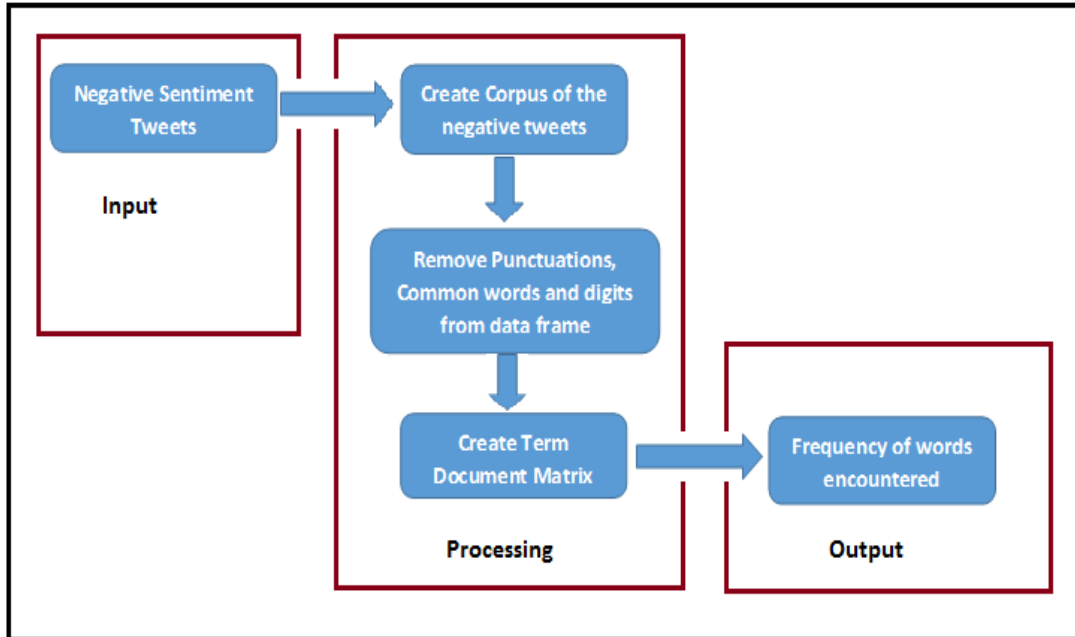 Negative Sentiment
Tweets
Input
Create Corpus of the
negative tweets
Remove Punctuations,
Common words and digits
from data frame
Create Term
Document Matrix
Processing
Frequency of words
encountered
Output